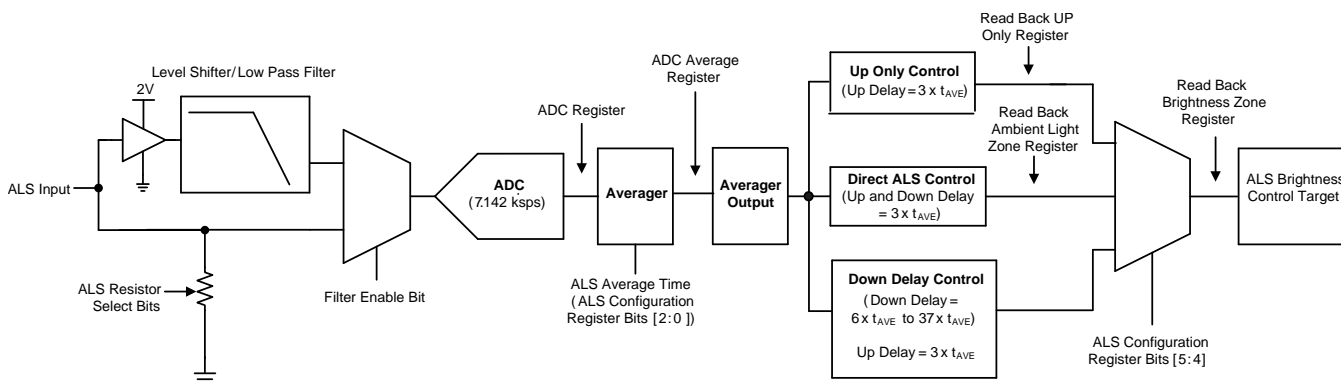 Level Shifter/Low Pass Filter
2V
ALS Input
ALS Resistor
Select Bits
Filter Enable Bit
ADC
(7.142 ksps)
ADC Register
Averager
ALS Average Time
(ALS Configuration
Register Bits [2:0])
ADC Average
Register
Averager
Output
Up Only Control
(Up Delay = 3 x tAVE)
Direct ALS Control
(Up and Down Delay
= 3 x tAVE)
Down Delay Control
(Down Delay =
6 x tAVE to 37 x tAVE)
Up Delay = 3 x tAVE
Read Back UP
Only Register
Read Back
Ambient Light
Zone Register
ALS Configuration
Register Bits [5:4]
Read Back
Brightness Zone
Register
ALS Brightness
Control Target